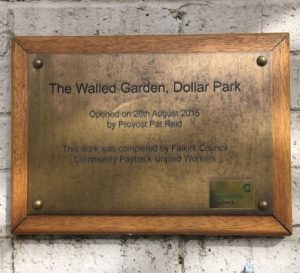 The Walled Garden, Dollar Park
Opened on 28th August 2015
by Provost Pat Reid
This work was completed by Falkirk Council
Community Payback Unpaid Workers